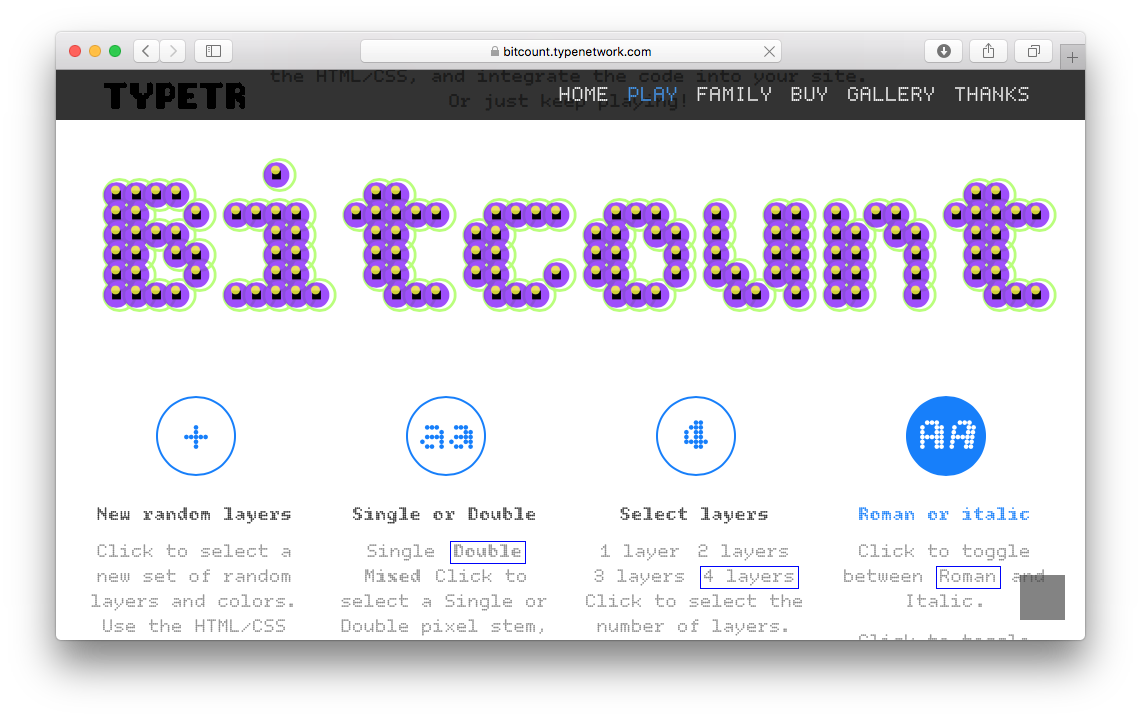 bitcount.typenetwork.com
the HTML/CSS, and integrate the code into your site.
Or just keep playing!
TYPETR
HOME PLAY FAMILY BUY GALLERY THANKS
Bitcount
+ aa 4 AA
New random layers
Click to select a
new set of random
layers and colors.
Use the HTML/CSS
Single or Double
Single Double
Mixed Click to
select a Single or
Double pixel stem,
Select layers
1 layer 2 layers
3 layers 4 layers
Click to select the
number of layers.
Roman or italic
Click to toggle
between Roman and
Italic.
Click to toggle